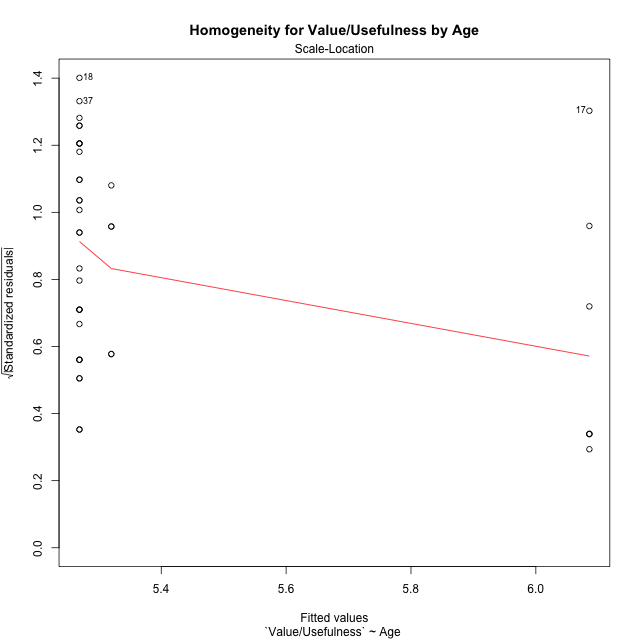 Homogeneity for Value/Usefulness by Age
Scale-Location
18
37
17
1.4
1.2
1.0
0.8
0.6
0.4
0.2
0.0
√|Standardized residuals|
5.4 5.6 5.8 6.0
Fitted values
`Value/Usefulness` ~ Age